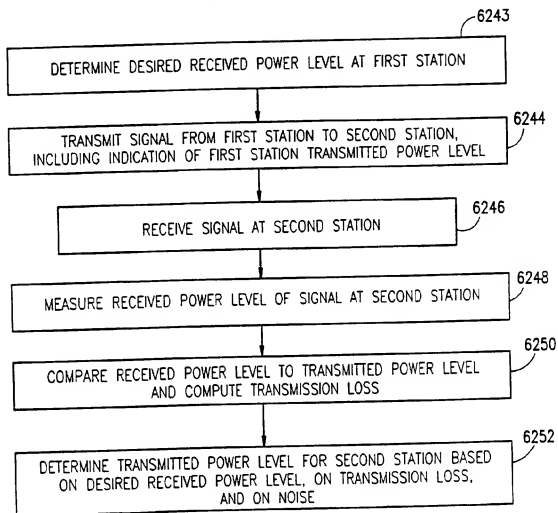 6243
DETERMINE DESIRED RECEIVED POWER LEVEL AT FIRST STATION
6244
TRANSMIT SIGNAL FROM FIRST STATION TO SECOND STATION,
INCLUDING INDICATION OF FIRST STATION TRANSMITTED POWER LEVEL
6246
RECEIVE SIGNAL AT SECOND STATION
6248
MEASURE RECEIVED POWER LEVEL OF SIGNAL AT SECOND STATION
6250
COMPARE RECEIVED POWER LEVEL TO TRANSMITTED POWER LEVEL
AND COMPUTE TRANSMISSION LOSS
6252
DETERMINE TRANSMITTED POWER LEVEL FOR SECOND STATION BASED
ON DESIRED RECEIVED POWER LEVEL, ON TRANSMISSION LOSS,
AND ON NOISE